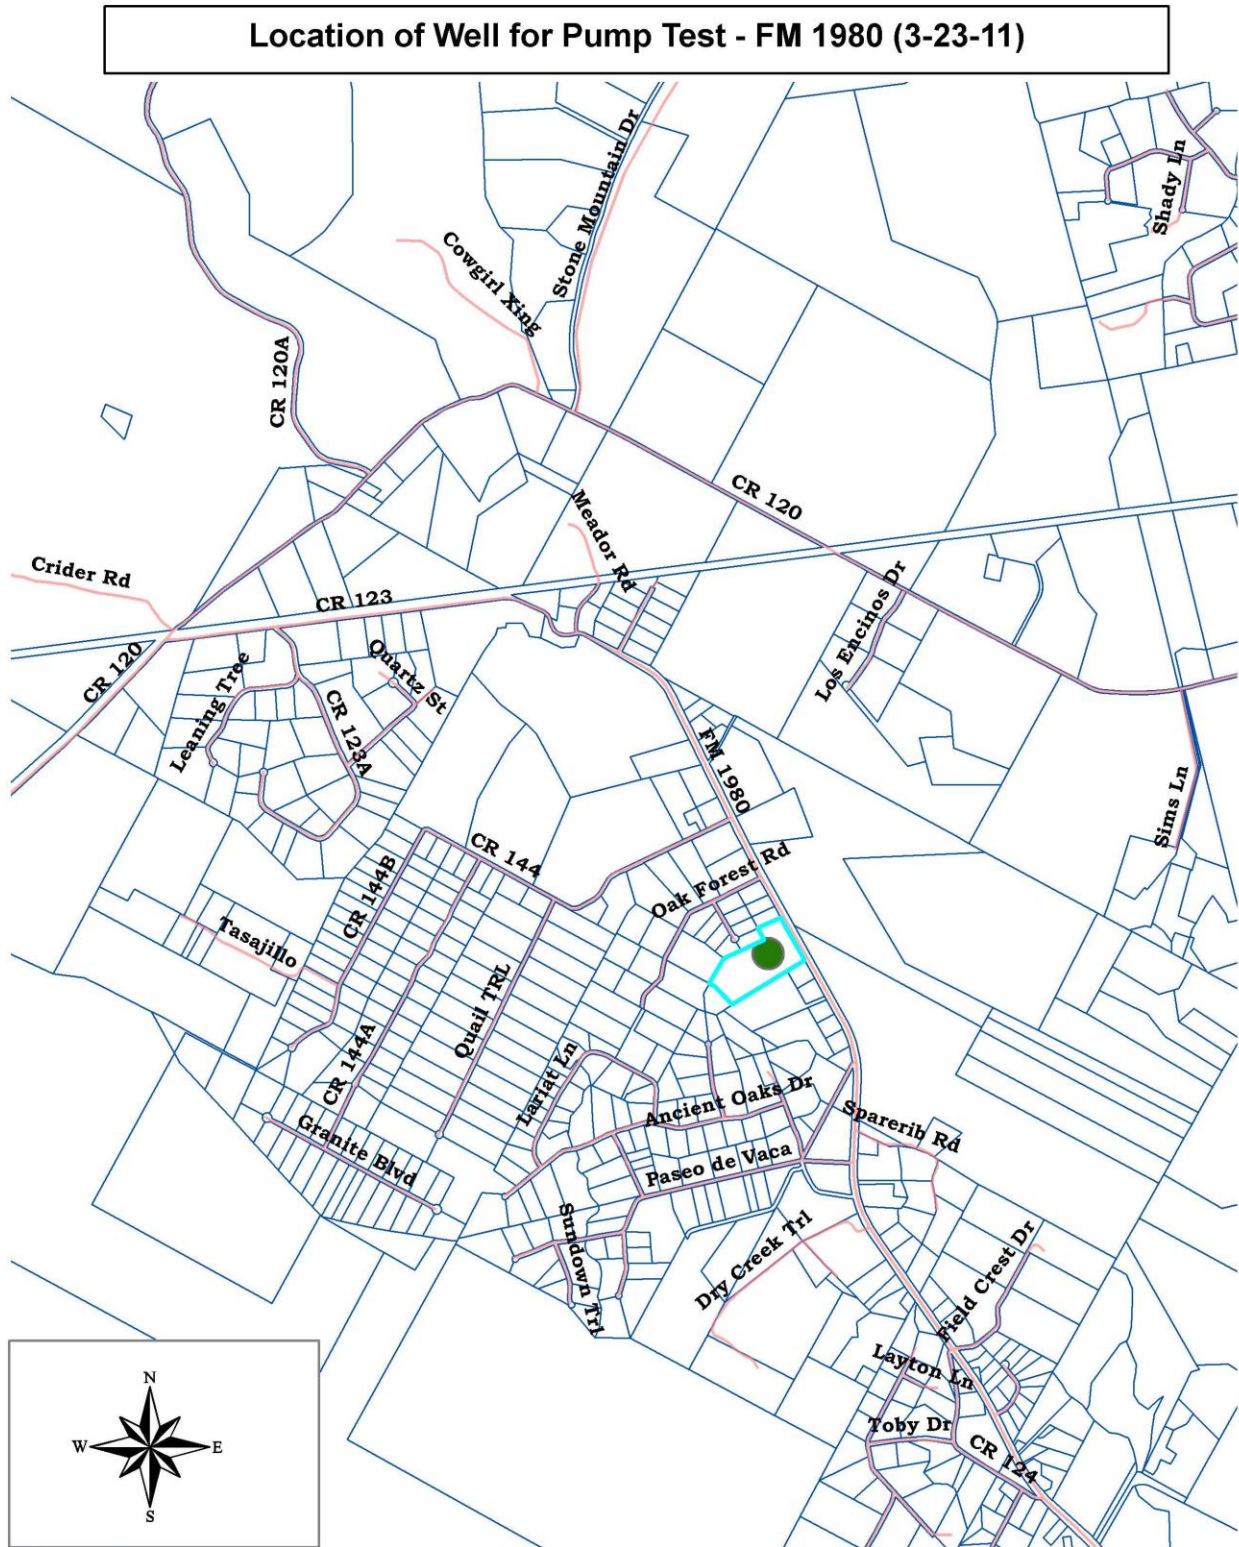 Location of Well for Pump Test - FM 1980 (3-23-11)
Stone Mountain Dr
Shady Ln
Cowgirl Xing
CR 120A
CR 120
Meador Rd
Crider Rd
CR 123
Los Encinos Dr
CR 120
Quartz St
Leaning Tree
CR 123A
FM 1980
Sims Ln
CR 144
Oak Forest Rd
CR 144B
Tasajillo
Quail TRL
CR 144A
Lariat Ln
Ancient Oaks Dr
Sparerib Rd
Granite Blvd
Paseo de Vaca
Sundown Trl
Dry Creek Trl
Field Crest Dr
Layton Ln
Toby Dr
CR 124
N
W
E
S